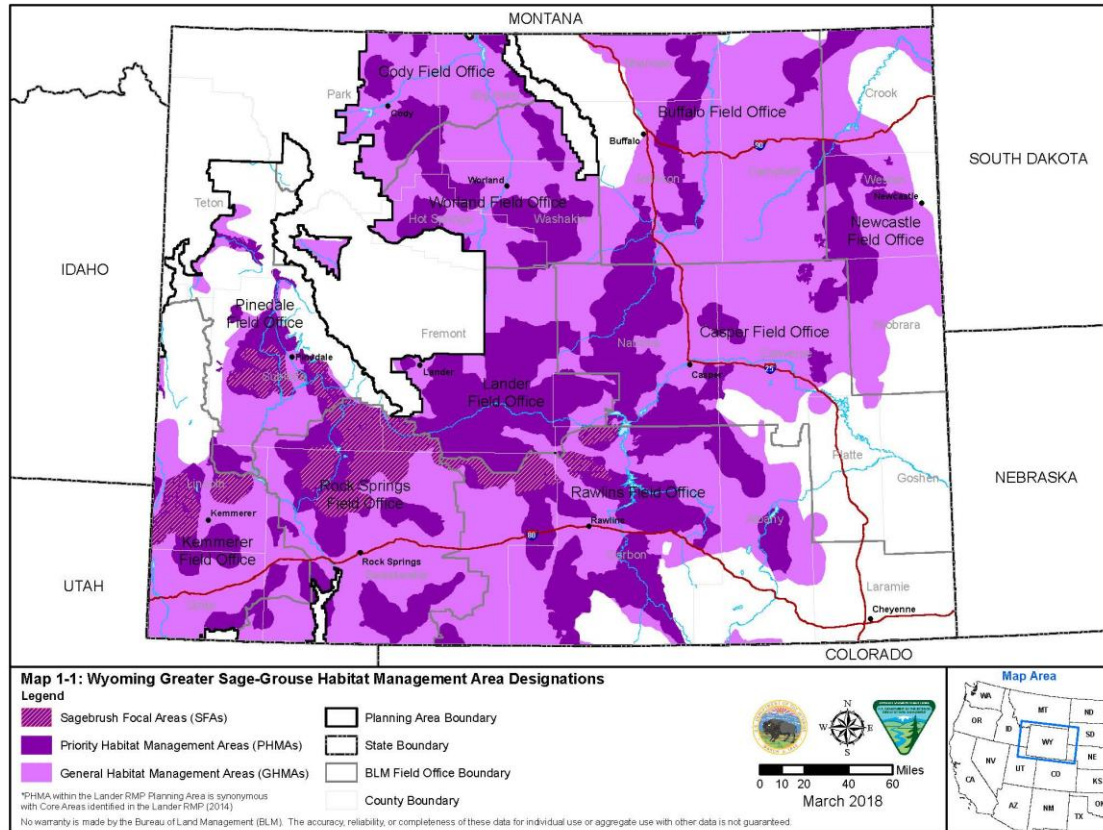 MONTANA
Cody Field Office
Park
Cody
Buffalo Field Office
Crook
Buffalo
90
SOUTH DAKOTA
Worland
Worland Field Office
Hot Springs
Washakie
Johnson
Campbell
Weston
Newcastle
Newcastle
Field Office
Teton
IDAHO
Pinedale
Field Office
Pinedale
Fremont
Casper Field Office
Niobrara
Natrona
Lander
Lander
Field Office
Casper
25
Platte
Goshen
NEBRASKA
Lincoln
Rock Springs
Field Office
Rawlins Field Office
Albany
Kemmerer
Kemmerer
Field Office
80
Rawlins
Rock Springs
Carbon
UTAH
Laramie
Cheyenne
COLORADO
Map 1-1: Wyoming Greater Sage-Grouse Habitat Management Area Designations
Legend
Sagebrush Focal Areas (SFAs)
Priority Habitat Management Areas (PHMAs)
General Habitat Management Areas (GHMAs)
Planning Area Boundary
State Boundary
BLM Field Office Boundary
County Boundary
*PHMA within the Lander RMP Planning Area is synonymous
with Core Areas identified in the Lander RMP (2014)
No warranty is made by the Bureau of Land Management (BLM). The accuracy, reliability, or completeness of these data for individual use or aggregate use with other data is not guaranteed.
N
W E
S
0 10 20 40 60
Miles
March 2018
Map Area
WA
MT
ND
OR
ID
WY
SD
NE
NV
UT
CO
KS
CA
AZ
NM
OK
TX